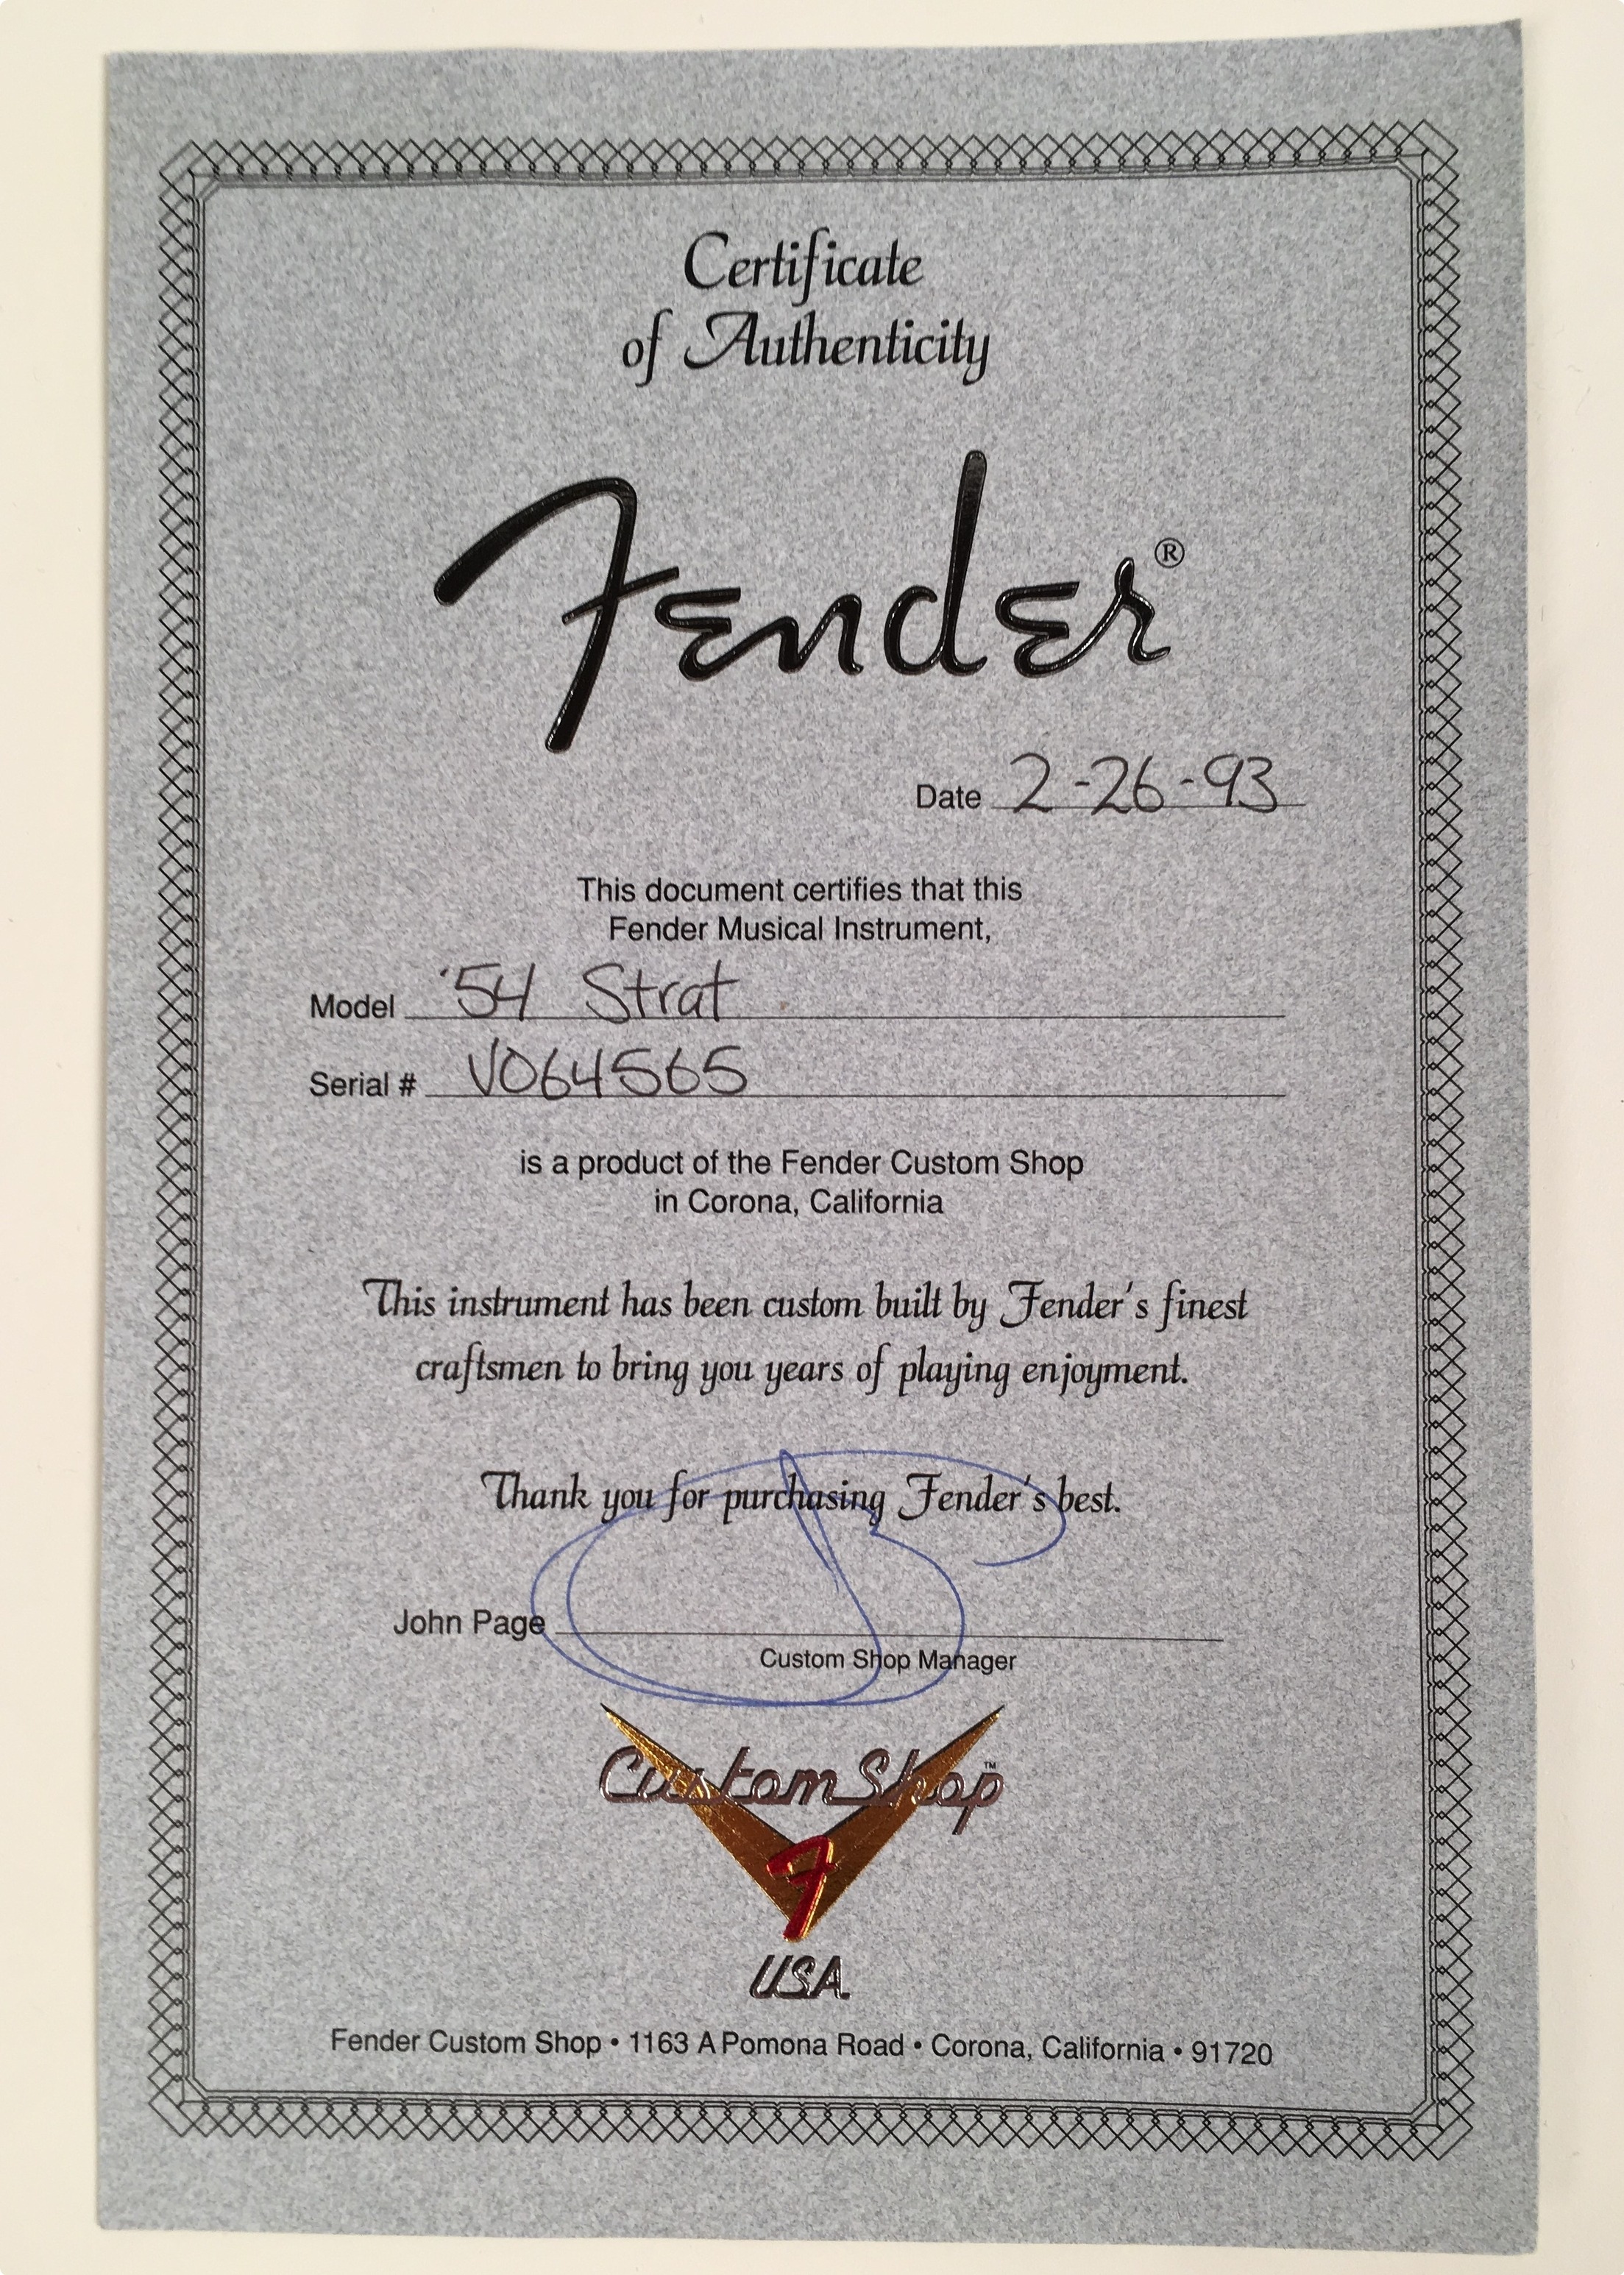 Certificate
of Authenticity
Fender®
Date 2-26-93
This document certifies that this
Fender Musical Instrument,
Model '54 Strat
Serial # V064565
is a product of the Fender Custom Shop
in Corona, California
This instrument has been custom built by Fender's finest
craftsmen to bring you years of playing enjoyment.
Thank you for purchasing Fender's best.
John Page
Custom Shop Manager
Custom Shop™
F
USA
Fender Custom Shop • 1163 A Pomona Road • Corona, California • 91720